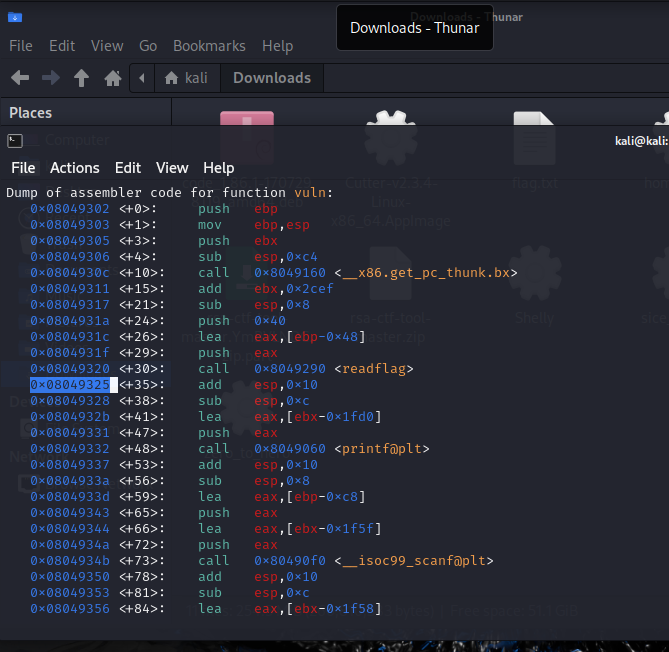 Downloads - Thunar
Downloads - Thunar
File Edit View Go Bookmarks Help
kali Downloads
Places
Computer
kali@kali:
File Actions Edit View Help
Dump of assembler code for function vuln:
0×08049302 <+0>: push ebp
0×08049303 <+1>: mov ebp,esp
0×08049305 <+3>: push ebx
0×08049306 <+4>: sub esp,0×c4
0×0804930c <+10>: call 0×8049160 <__x86.get_pc_thunk.bx>
0×08049311 <+15>: add ebx,0×2cef
0×08049317 <+21>: sub esp,0×8
0×0804931a <+24>: push 0×40
0×0804931c <+26>: lea eax,[ebp-0×48]
0×0804931f <+29>: push eax
0×08049320 <+30>: call 0×8049290 <readflag>
0×08049325 <+35>: add esp,0×10
0×08049328 <+38>: sub esp,0×c
0×0804932b <+41>: lea eax,[ebx-0×1fd0]
0×08049331 <+47>: push eax
0×08049332 <+48>: call 0×8049060 <printf@plt>
0×08049337 <+53>: add esp,0×10
0×0804933a <+56>: sub esp,0×8
0×0804933d <+59>: lea eax,[ebp-0×c8]
0×08049343 <+65>: push eax
0×08049344 <+66>: lea eax,[ebx-0×1f5f]
0×0804934a <+72>: push eax
0×0804934b <+73>: call 0×80490f0 <__isoc99_scanf@plt>
0×08049350 <+78>: add esp,0×10
0×08049353 <+81>: sub esp,0×c
0×08049356 <+84>: lea eax,[ebx-0×1f58]